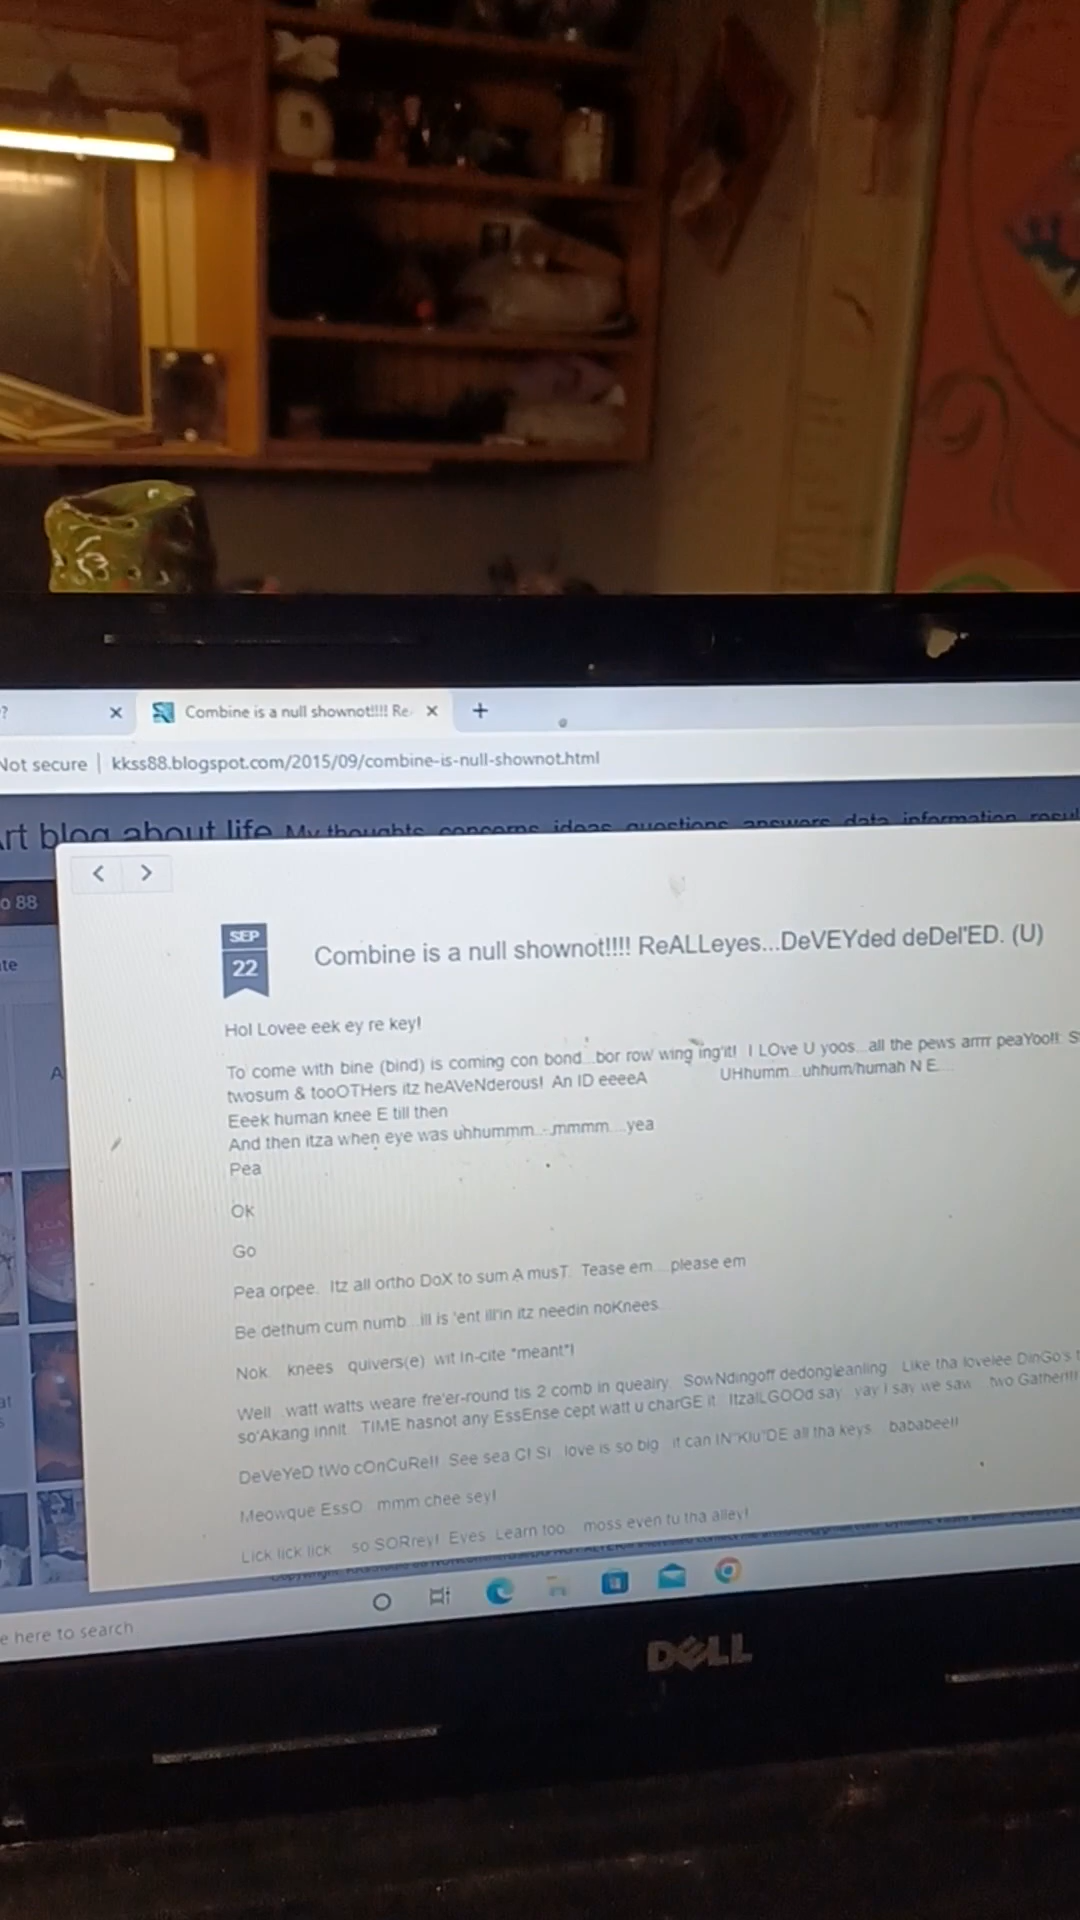 ?
Combine is a null shownot!!!! Re
Not secure | kkss88.blogspot.com/2015/09/combine-is-null-shownot.html
rt blog about life My thoughts concerns ideas questions answers data information
o 88
te
A
SEP
22
Combine is a null shownot!!!! ReALLeyes...DeVEYded deDel'ED. (U)
Hol Lovee eek ey re key!
To come with bine (bind) is coming con bond...bor row wing ing'it! I LOve U yoos...all the pews arrrr peaYoo!!
twosum & tooOTHers itz heAVeNderous! An ID eeeeA UHhumm...uhhum/humah N E....
Eeek human knee E till then
And then itza when eye was uhhummm...mmmm....yea
Pea
OK
Go
Pea orpee. Itz all ortho DoX to sum A musT. Tease em....please em
Be dethum cum numb...ill is 'ent ill'in itz needin noKnees
Nok knees quivers(e) wit In-cite "meant"!
Well watt watts weare fre'er-round tis 2 comb in queairy SowNdingoff dedongleanling Like tha lovelee DinGo's
so'Akang innit TIME hasnot any EssEnse cept watt u charGE it ItzalLGOOd say yay I say we saw two Gather!!!
DeVeYeD tWo cOnCuRe!! See sea C! S! love is so big it can IN"Klu"DE all tha keys bababee!!
Meowque EssO mmm chee sey!
Lick lick lick so SORrey! Eyes Learn too moss even tu tha alley!
at
s
e here to search
DELL